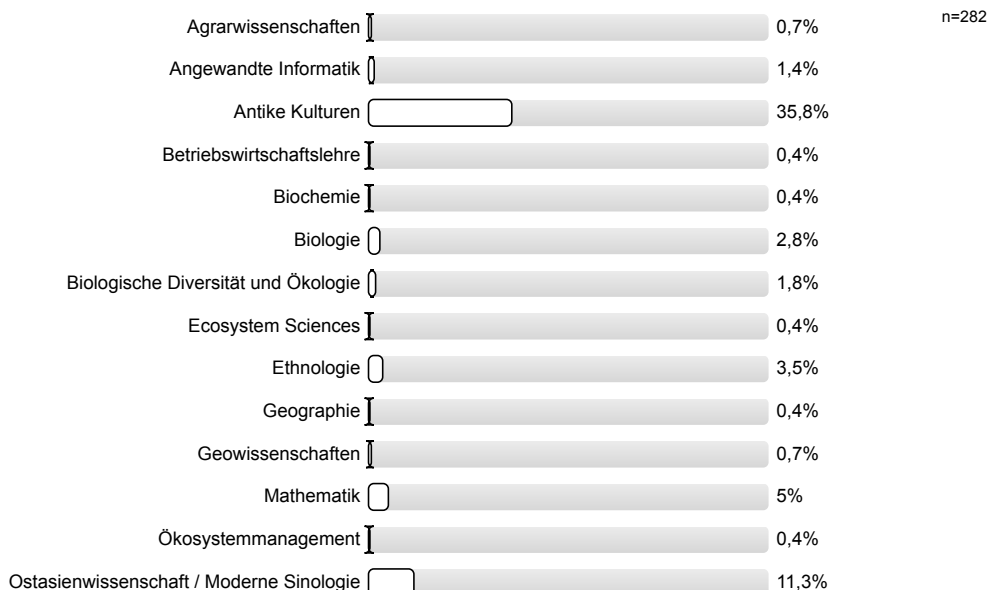 n=282
Agrarwissenschaften 0,7%
Angewandte Informatik 1,4%
Antike Kulturen 35,8%
Betriebswirtschaftslehre 0,4%
Biochemie 0,4%
Biologie 2,8%
Biologische Diversität und Ökologie 1,8%
Ecosystem Sciences 0,4%
Ethnologie 3,5%
Geographie 0,4%
Geowissenschaften 0,7%
Mathematik 5%
Ökosystemmanagement 0,4%
Ostasienwissenschaft / Moderne Sinologie 11,3%